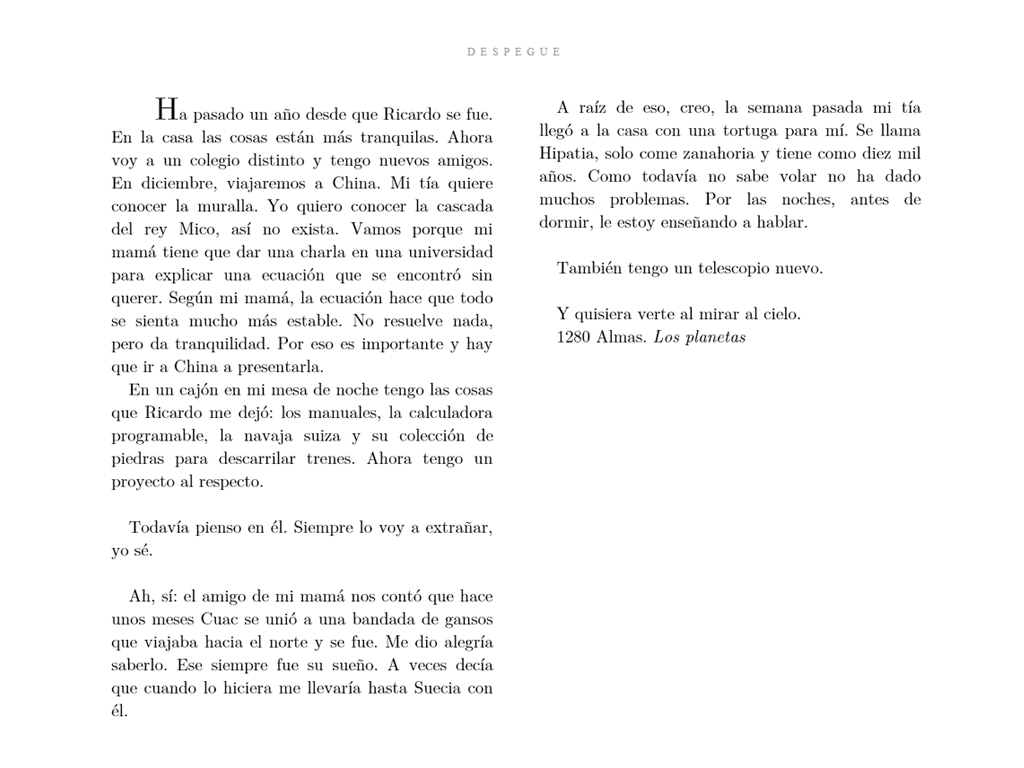 DESPEGUE
Ha pasado un año desde que Ricardo se fue.
En la casa las cosas están más tranquilas. Ahora
voy a un colegio distinto y tengo nuevos amigos.
En diciembre, viajaremos a China. Mi tía quiere
conocer la muralla. Yo quiero conocer la cascada
del rey Mico, así no exista. Vamos porque mi
mamá tiene que dar una charla en una universidad
para explicar una ecuación que se encontró sin
querer. Según mi mamá, la ecuación hace que todo
se sienta mucho más estable. No resuelve nada,
pero da tranquilidad. Por eso es importante y hay
que ir a China a presentarla.
En un cajón en mi mesa de noche tengo las cosas
que Ricardo me dejó: los manuales, la calculadora
programable, la navaja suiza y su colección de
piedras para descarrilar trenes. Ahora tengo un
proyecto al respecto.
Todavía pienso en él. Siempre lo voy a extrañar,
yo sé.
Ah, sí: el amigo de mi mamá nos contó que hace
unos meses Cuac se unió a una bandada de gansos
que viajaba hacia el norte y se fue. Me dio alegría
saberlo. Ese siempre fue su sueño. A veces decía
que cuando lo hiciera me llevaría hasta Suecia con
él.
A raíz de eso, creo, la semana pasada mi tía
llegó a la casa con una tortuga para mí. Se llama
Hipatia, solo come zanahoria y tiene como diez mil
años. Como todavía no sabe volar no ha dado
muchos problemas. Por las noches, antes de
dormir, le estoy enseñando a hablar.
También tengo un telescopio nuevo.
Y quisiera verte al mirar al cielo.
1280 Almas. Los planetas